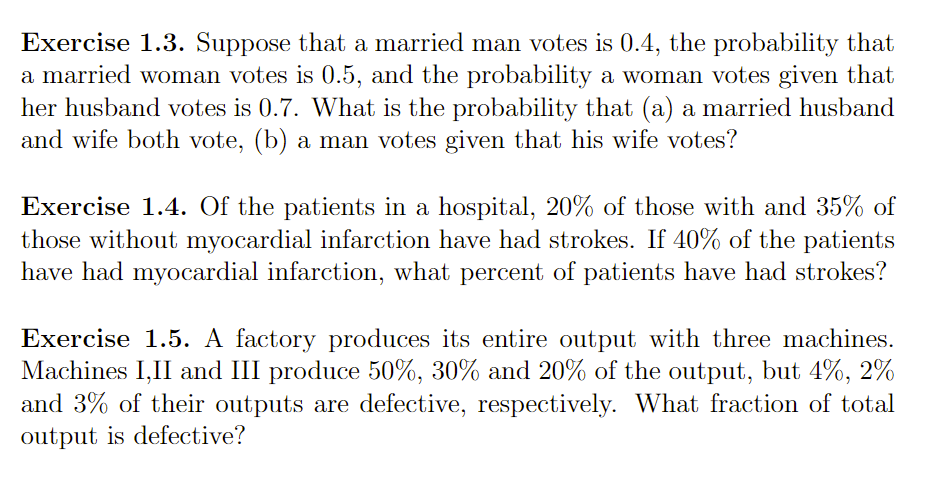 Exercise 1.3. Suppose that a married man votes is 0.4, the probability that
a married woman votes is 0.5, and the probability a woman votes given that
her husband votes is 0.7. What is the probability that (a) a married husband
and wife both vote, (b) a man votes given that his wife votes?
Exercise 1.4. Of the patients in a hospital, 20% of those with and 35% of
those without myocardial infarction have had strokes. If 40% of the patients
have had myocardial infarction, what percent of patients have had strokes?
Exercise 1.5. A factory produces its entire output with three machines.
Machines I,II and III produce 50%, 30% and 20% of the output, but 4%, 2%
and 3% of their outputs are defective, respectively. What fraction of total
output is defective?